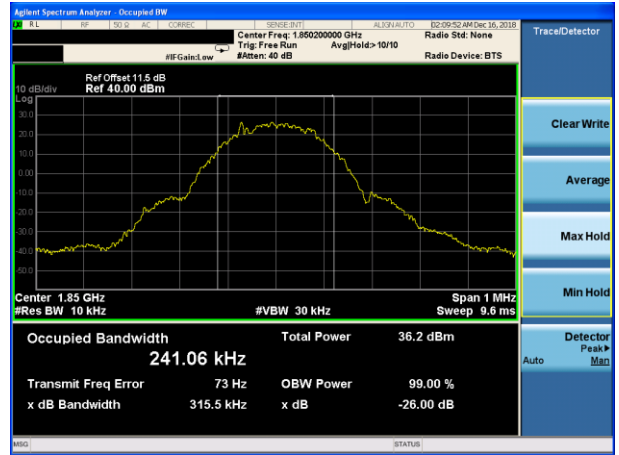 Agilent Spectrum Analyzer - Occupied BW
RL RF 50 Ω AC CORREC SENSE:INT ALIGNAUTO 02:09:52 AM Dec 16, 2018
Center Freq: 1.850200000 GHz Radio Std: None
Trig: Free Run Avg|Hold:> 10/10
#IFGain:Low #Atten: 40 dB Radio Device: BTS
Trace/Detector
Ref Offset 11.5 dB
10 dB/div Ref 40.00 dBm
Log
30.0
20.0
10.0
0.00
-10.0
-20.0
-30.0
-40.0
-50.0
Center 1.85 GHz Span 1 MHz
#Res BW 10 kHz #VBW 30 kHz Sweep 9.6 ms
Occupied Bandwidth Total Power 36.2 dBm
241.06 kHz
Transmit Freq Error 73 Hz OBW Power 99.00 %
x dB Bandwidth 315.5 kHz x dB -26.00 dB
Clear Write
Average
Max Hold
Min Hold
Detector
Peak▶
Auto Man
MSG STATUS